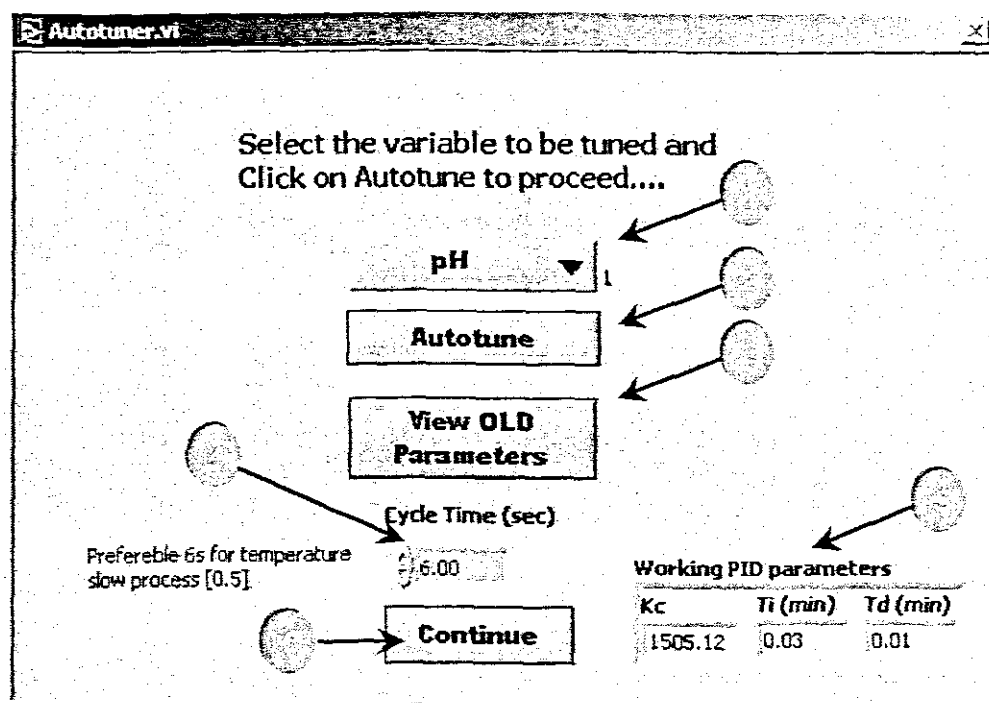 Autotuner.vi
Select the variable to be tuned and
Click on Autotune to proceed....
pH
1
Autotune
View OLD
Parameters
Cycle Time (sec)
Prefereble 6s for temperature
slow process [0.5]
6.00
Continue
Working PID parameters
Kc Ti (min) Td (min)
1505.12 0.03 0.01